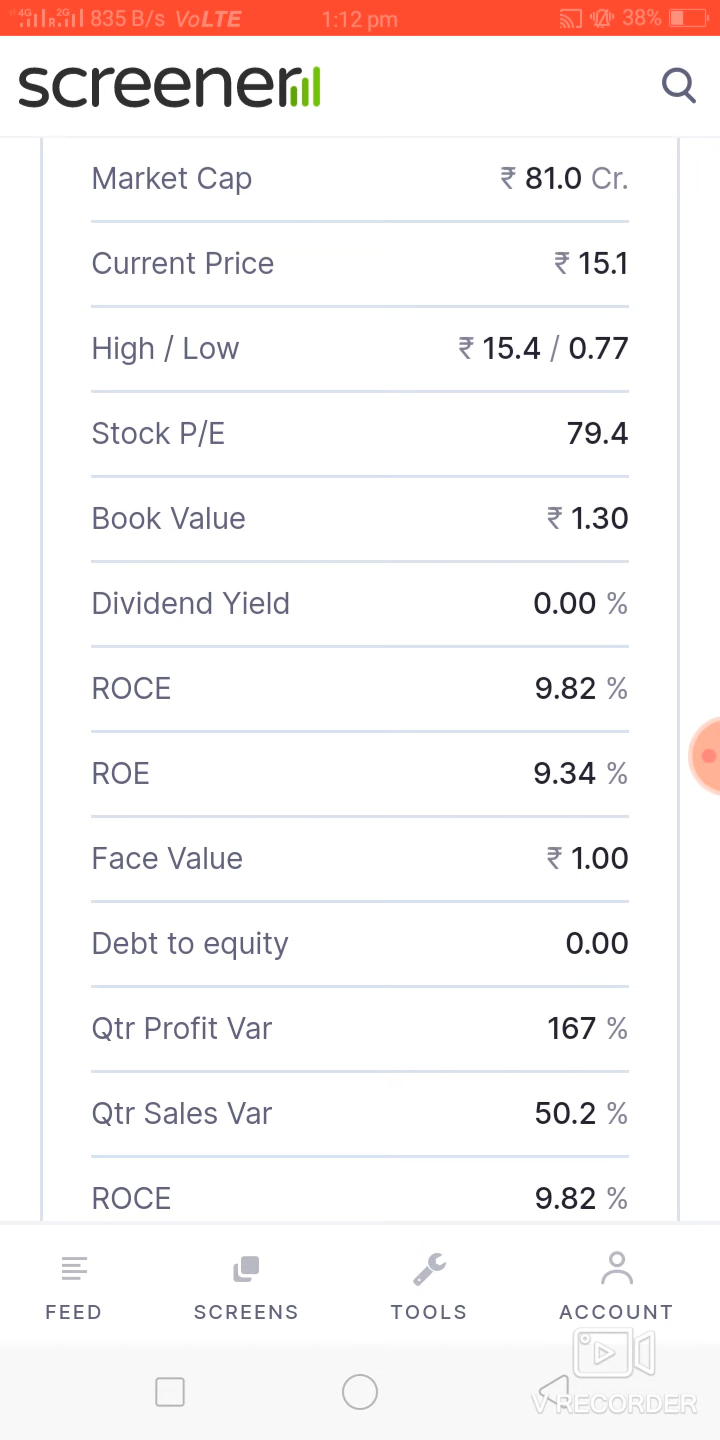 4G R 2G 835 B/s VoLTE 1:12 pm 38%
screener
Market Cap ₹ 81.0 Cr.
Current Price ₹ 15.1
High / Low ₹ 15.4 / 0.77
Stock P/E 79.4
Book Value ₹ 1.30
Dividend Yield 0.00 %
ROCE 9.82 %
ROE 9.34 %
Face Value ₹ 1.00
Debt to equity 0.00
Qtr Profit Var 167 %
Qtr Sales Var 50.2 %
ROCE 9.82 %
FEED SCREENS TOOLS ACCOUNT
V RECORDER